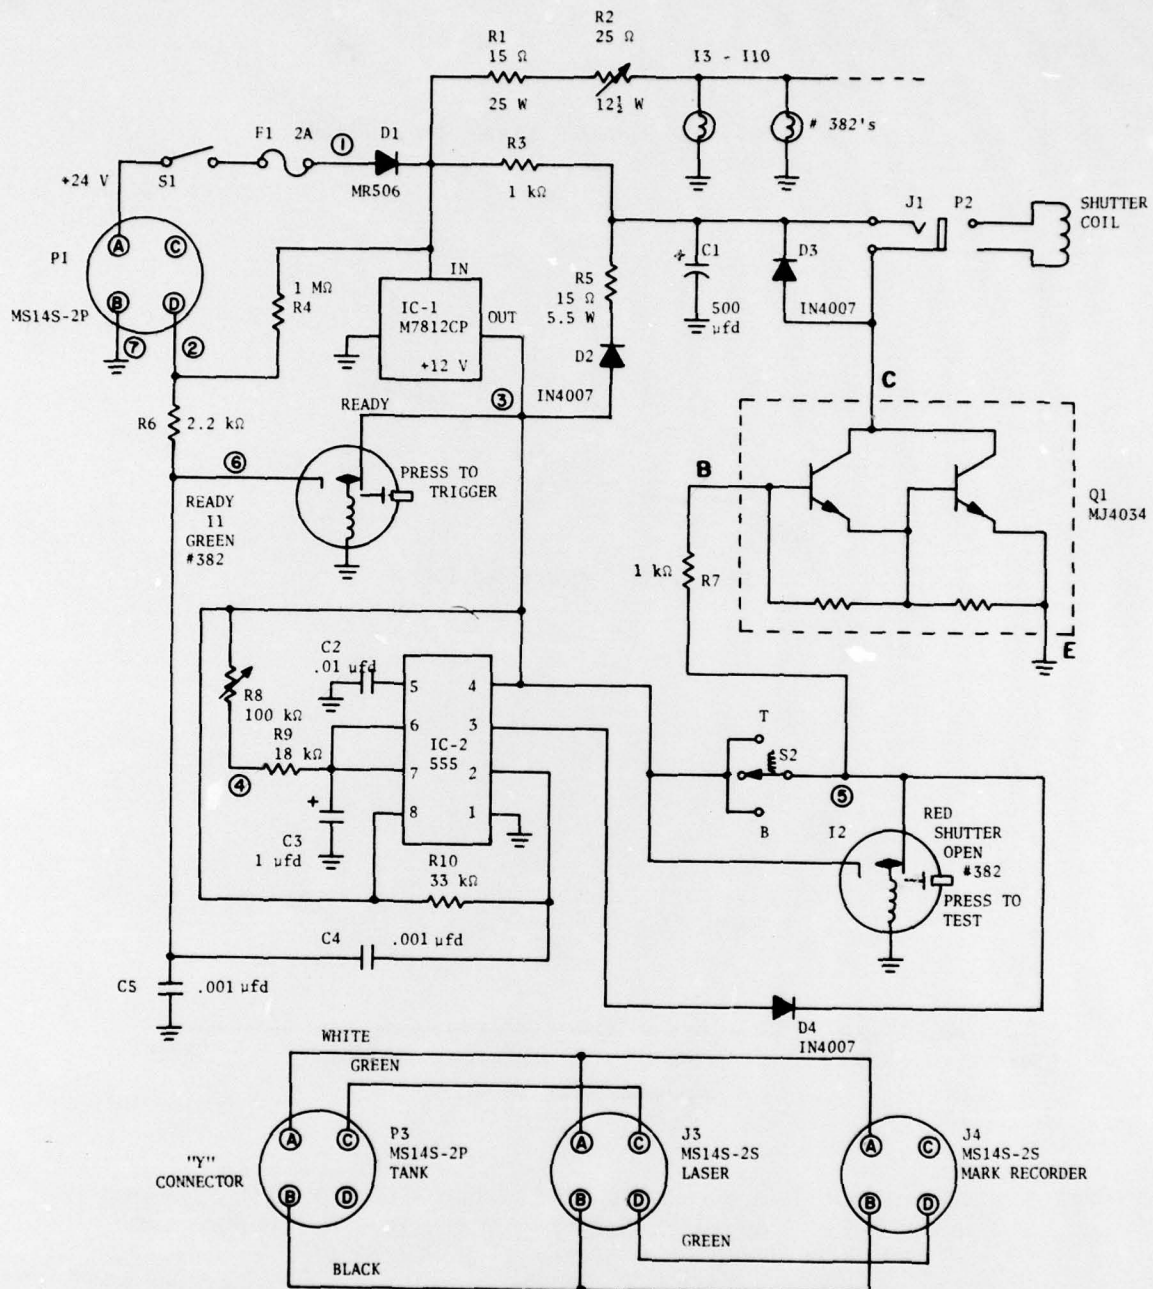 R1
15 Ω
25 W
R2
25 Ω
12½ W
I3 - I10
# 382's
F1 2A
①
D1
MR506
S1
+24 V
R3
1 kΩ
J1
P2
SHUTTER
COIL
P1
A
C
B
D
MS14S-2P
⑦
②
1 MΩ
R4
IN
IC-1
M7812CP
OUT
+12 V
R5
15 Ω
5.5 W
D2
IN4007
C1
500
µfd
D3
IN4007
C
R6
2.2 kΩ
READY
③
⑥
PRESS TO
TRIGGER
READY
I1
GREEN
#382
B
Q1
MJ4034
E
1 kΩ
R7
C2
.01 µfd
R8
100 kΩ
R9
18 kΩ
④
+
C3
1 µfd
5
4
6
3
IC-2
555
7
2
8
1
R10
33 kΩ
T
S2
B
⑤
I2
RED
SHUTTER
OPEN
#382
PRESS TO
TEST
C4
.001 µfd
C5
.001 µfd
D4
IN4007
WHITE
GREEN
"Y"
CONNECTOR
A
C
B
D
P3
MS14S-2P
TANK
A
C
B
D
J3
MS14S-2S
LASER
A
C
B
D
J4
MS14S-2S
MARK RECORDER
GREEN
BLACK